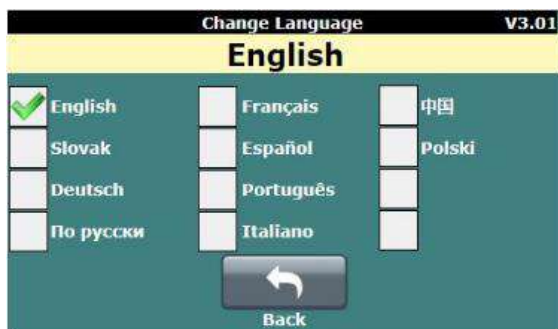 Change Language V3.01
English
English Français 中国
Slovak Español Polski
Deutsch Português
По русски Italiano
Back